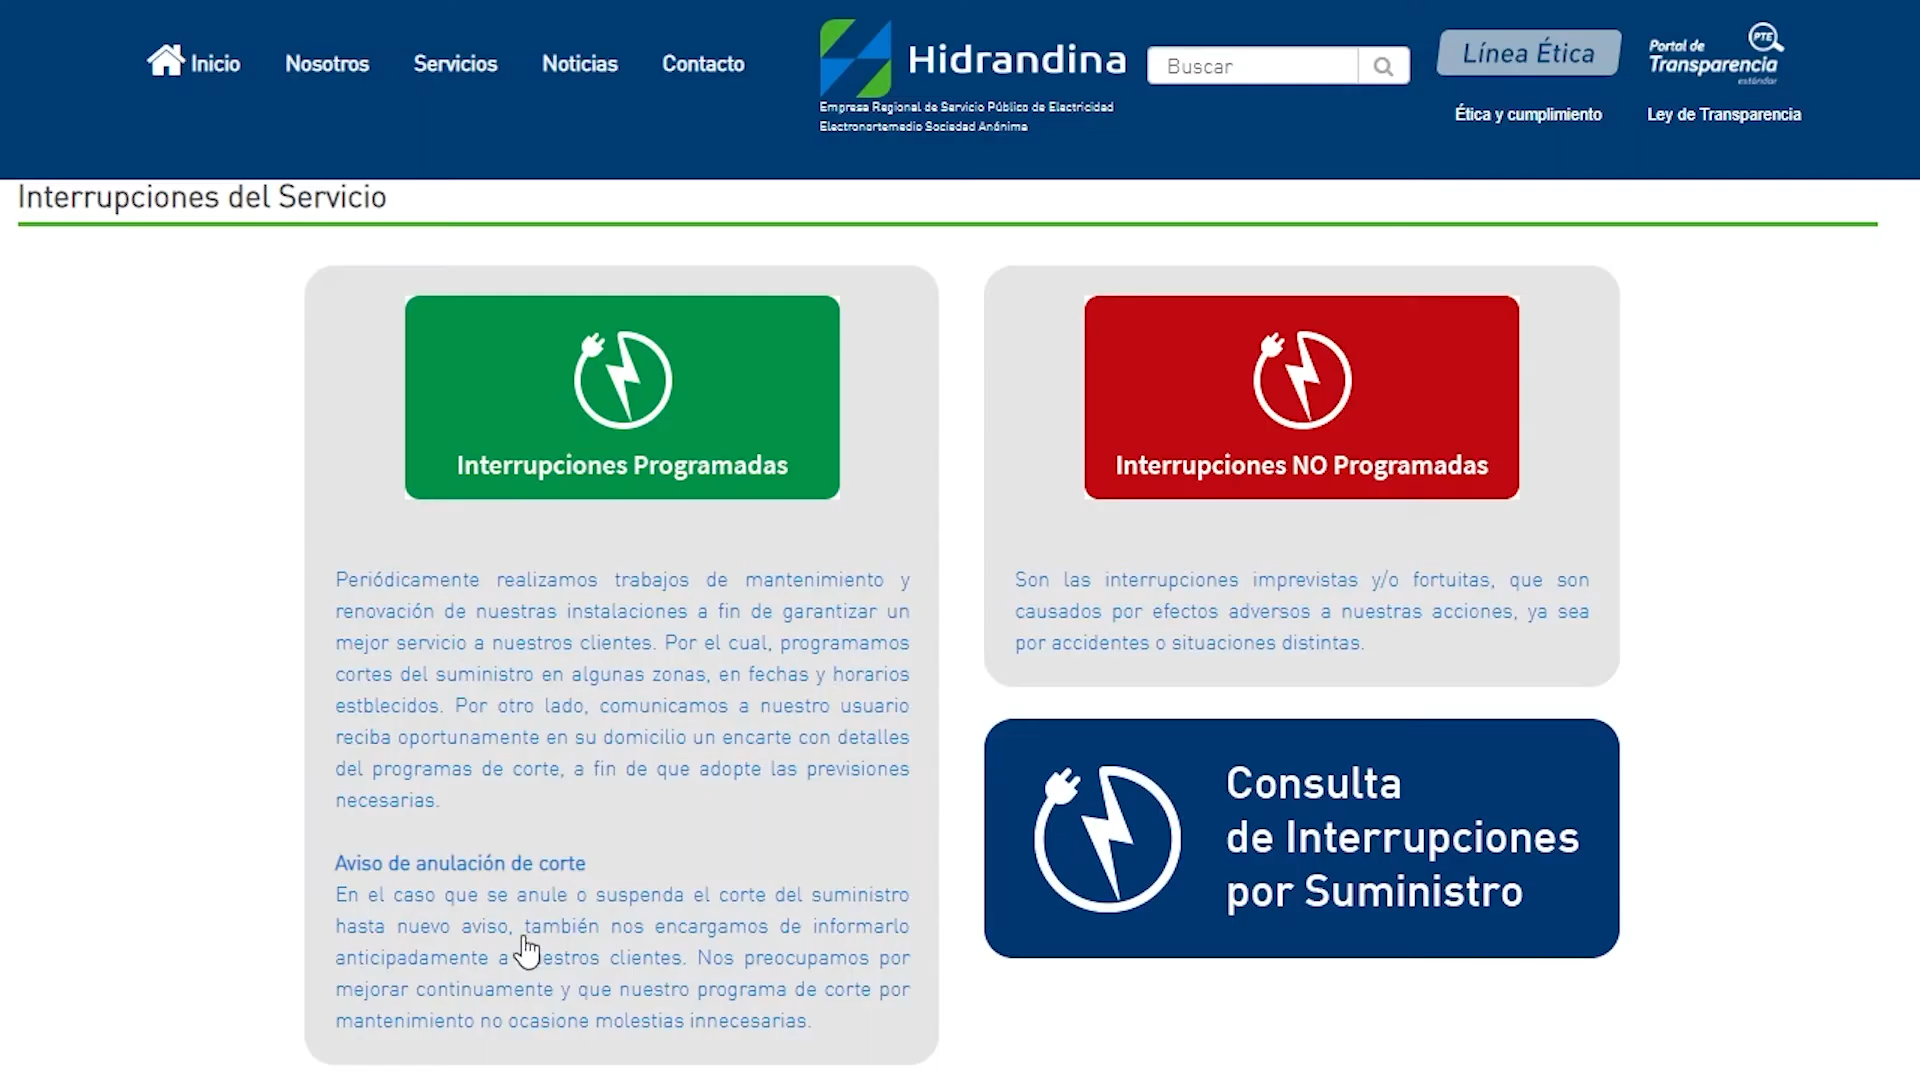 Inicio
Nosotros
Servicios
Noticias
Contacto
Hidrandina
Empresa Regional de Servicio Público de Electricidad
Electronortemedio Sociedad Anónima
Buscar
Línea Ética
Ética y cumplimiento
PTE
Portal de
Transparencia
estándar
Ley de Transparencia
Interrupciones del Servicio
Interrupciones Programadas
Periódicamente realizamos trabajos de mantenimiento y
renovación de nuestras instalaciones a fin de garantizar un
mejor servicio a nuestros clientes. Por el cual, programamos
cortes del suministro en algunas zonas, en fechas y horarios
estblecidos. Por otro lado, comunicamos a nuestro usuario
reciba oportunamente en su domicilio un encarte con detalles
del programas de corte, a fin de que adopte las previsiones
necesarias.
Aviso de anulación de corte
En el caso que se anule o suspenda el corte del suministro
hasta nuevo aviso, también nos encargamos de informarlo
anticipadamente a estros clientes. Nos preocupamos por
mejorar continuamente y que nuestro programa de corte por
mantenimiento no ocasione molestias innecesarias.
Interrupciones NO Programadas
Son las interrupciones imprevistas y/o fortuitas, que son
causados por efectos adversos a nuestras acciones, ya sea
por accidentes o situaciones distintas.
Consulta
de Interrupciones
por Suministro